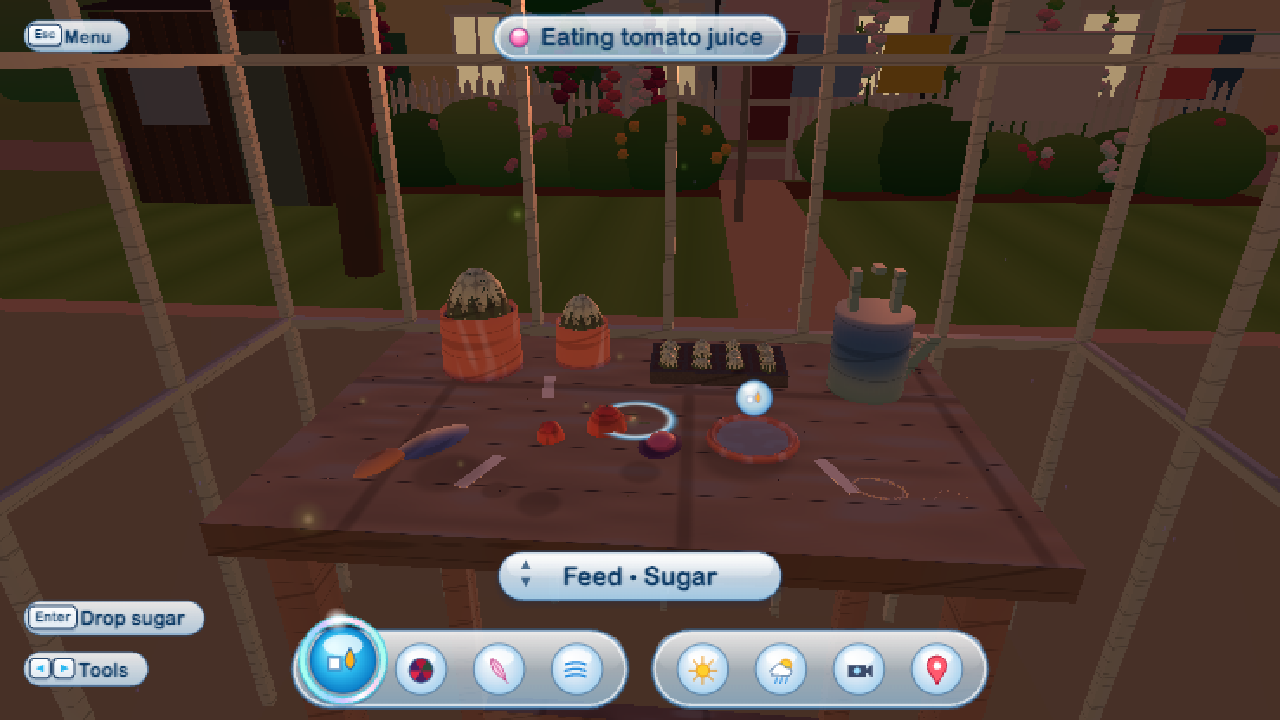 Esc Menu
Eating tomato juice
Feed • Sugar
Enter Drop sugar
Tools